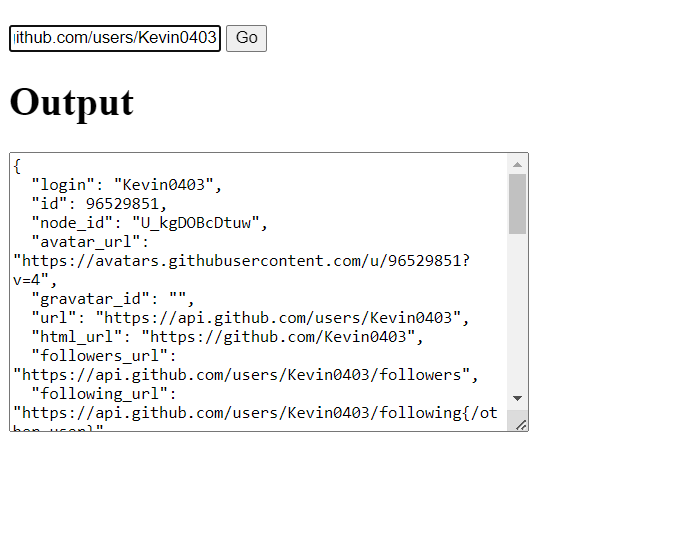 ithub.com/users/Kevin0403 Go
Output
{
"login": "Kevin0403",
"id": 96529851,
"node_id": "U_kgDOBcDtuw",
"avatar_url":
"https://avatars.githubusercontent.com/u/96529851?
v=4",
"gravatar_id": "",
"url": "https://api.github.com/users/Kevin0403",
"html_url": "https://github.com/Kevin0403",
"followers_url":
"https://api.github.com/users/Kevin0403/followers",
"following_url":
"https://api.github.com/users/Kevin0403/following{/ot
her_user}"